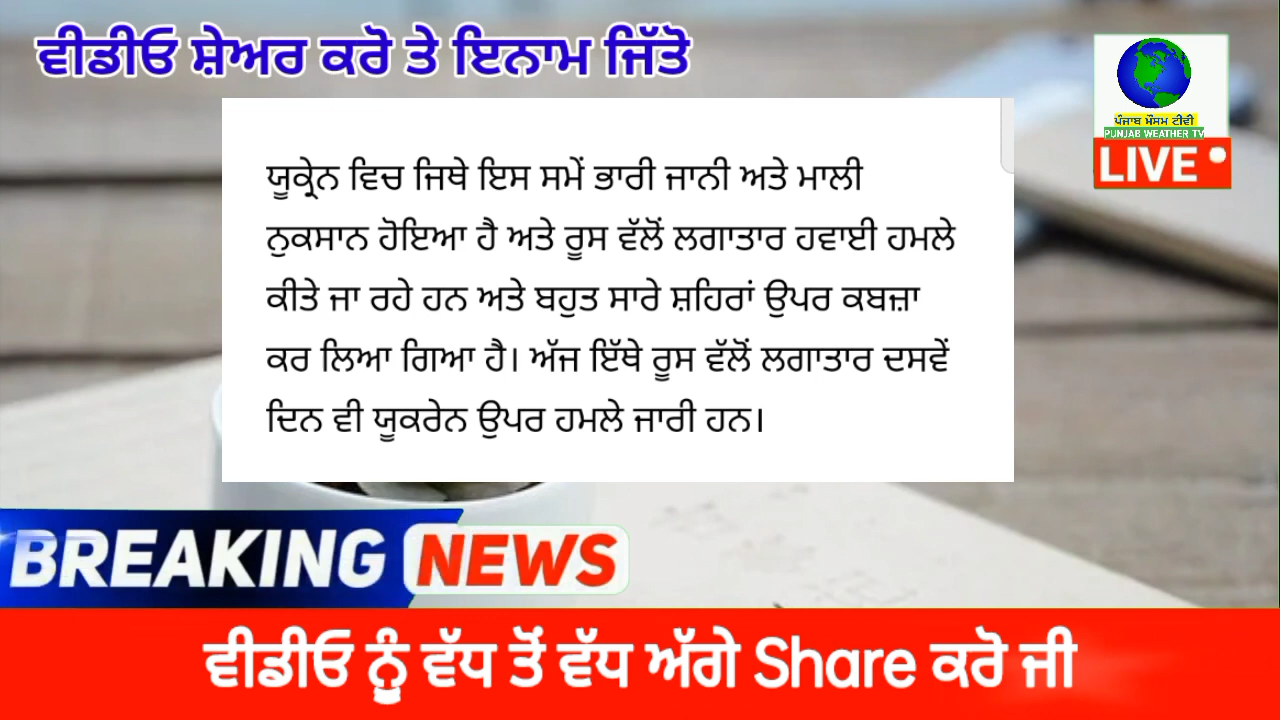 ਵੀਡੀਓ ਸ਼ੇਅਰ ਕਰੋ ਤੇ ਇਨਾਮ ਜਿੱਤੋ
ਪੰਜਾਬ ਮੌਸਮ ਟੀਵੀ
PUNJAB WEATHER TV
LIVE
ਯੂਕ੍ਰੇਨ ਵਿਚ ਜਿਥੇ ਇਸ ਸਮੇਂ ਭਾਰੀ ਜਾਨੀ ਅਤੇ ਮਾਲੀ
ਨੁਕਸਾਨ ਹੋਇਆ ਹੈ ਅਤੇ ਰੂਸ ਵੱਲੋਂ ਲਗਾਤਾਰ ਹਵਾਈ ਹਮਲੇ
ਕੀਤੇ ਜਾ ਰਹੇ ਹਨ ਅਤੇ ਬਹੁਤ ਸਾਰੇ ਸ਼ਹਿਰਾਂ ਉਪਰ ਕਬਜ਼ਾ
ਕਰ ਲਿਆ ਗਿਆ ਹੈ। ਅੱਜ ਇੱਥੇ ਰੂਸ ਵੱਲੋਂ ਲਗਾਤਾਰ ਦਸਵੇਂ
ਦਿਨ ਵੀ ਯੂਕਰੇਨ ਉਪਰ ਹਮਲੇ ਜਾਰੀ ਹਨ।
BREAKING NEWS
ਵੀਡੀਓ ਨੂੰ ਵੱਧ ਤੋਂ ਵੱਧ ਅੱਗੇ Share ਕਰੋ ਜੀ